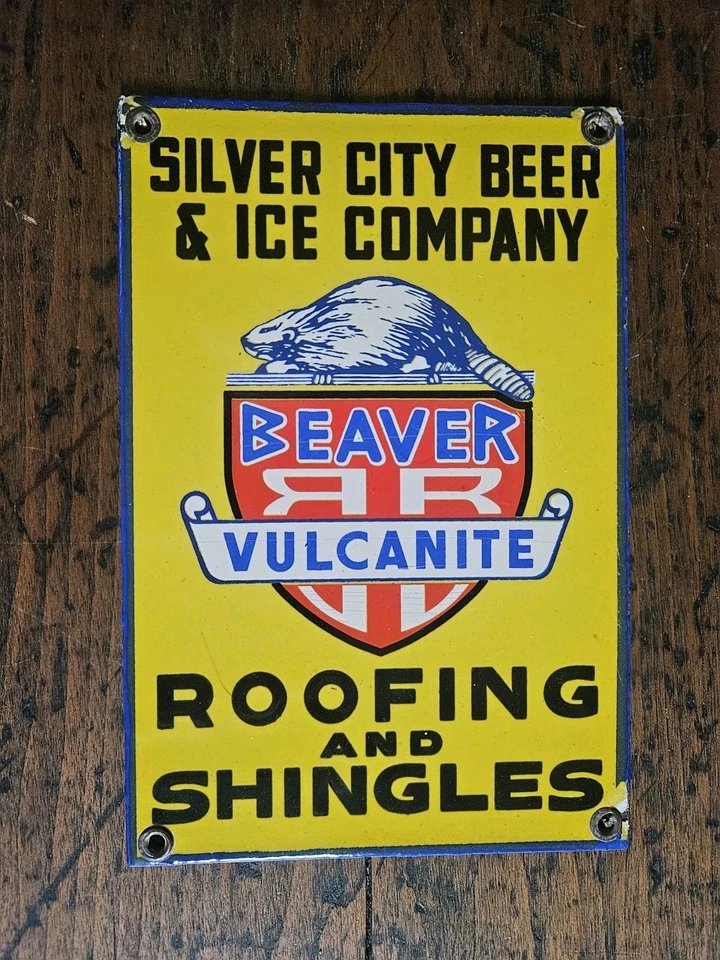 SILVER CITY BEER
& ICE COMPANY
BEAVER
RR
VULCANITE
ROOFING
AND
SHINGLES